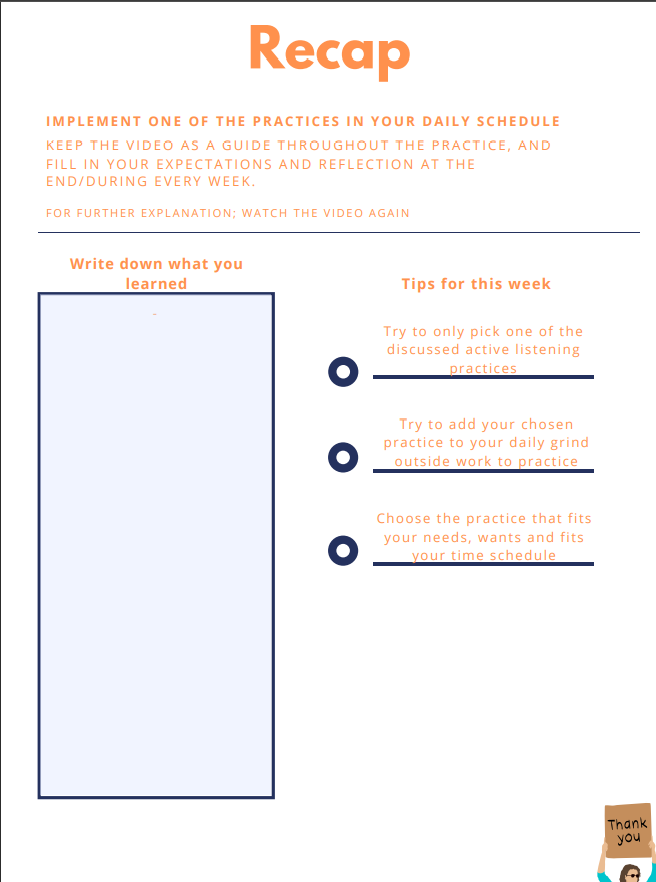 Recap
IMPLEMENT ONE OF THE PRACTICES IN YOUR DAILY SCHEDULE
KEEP THE VIDEO AS A GUIDE THROUGHOUT THE PRACTICE, AND
FILL IN YOUR EXPECTATIONS AND REFLECTION AT THE
END/DURING EVERY WEEK.
FOR FURTHER EXPLANATION; WATCH THE VIDEO AGAIN
Write down what you
learned
-
Tips for this week
Try to only pick one of the
discussed active listening
practices
Try to add your chosen
practice to your daily grind
outside work to practice
Choose the practice that fits
your needs, wants and fits
your time schedule
Thank
you